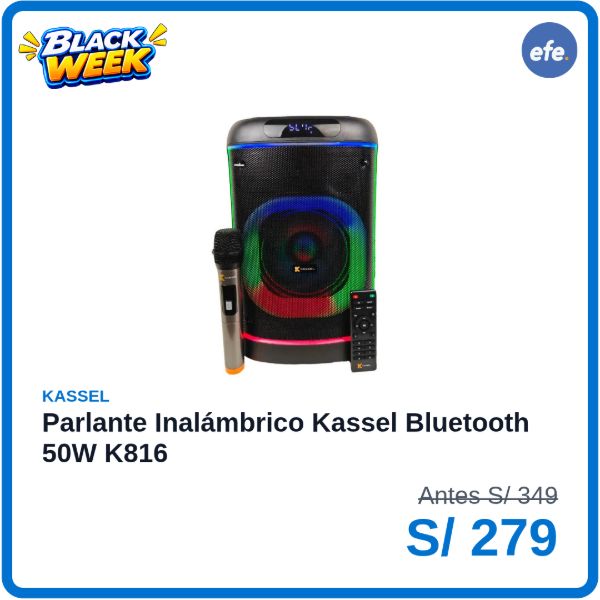 BLACK
WEEK
efe.
KASSEL
Parlante Inalámbrico Kassel Bluetooth
50W K816
Antes S/ 349
S/ 279